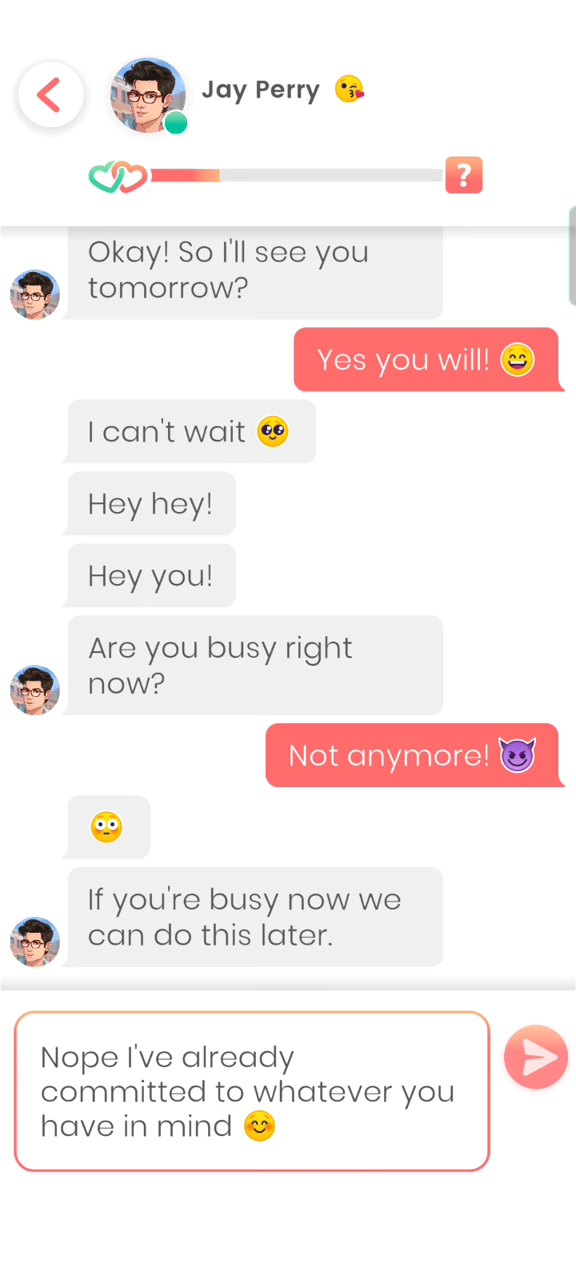 Jay Perry 😘
?
Okay! So I'll see you
tomorrow?
Yes you will! 😄
I can't wait 🥺
Hey hey!
Hey you!
Are you busy right
now?
Not anymore! 😈
😳
If you're busy now we
can do this later.
Nope I've already
committed to whatever you
have in mind 😊